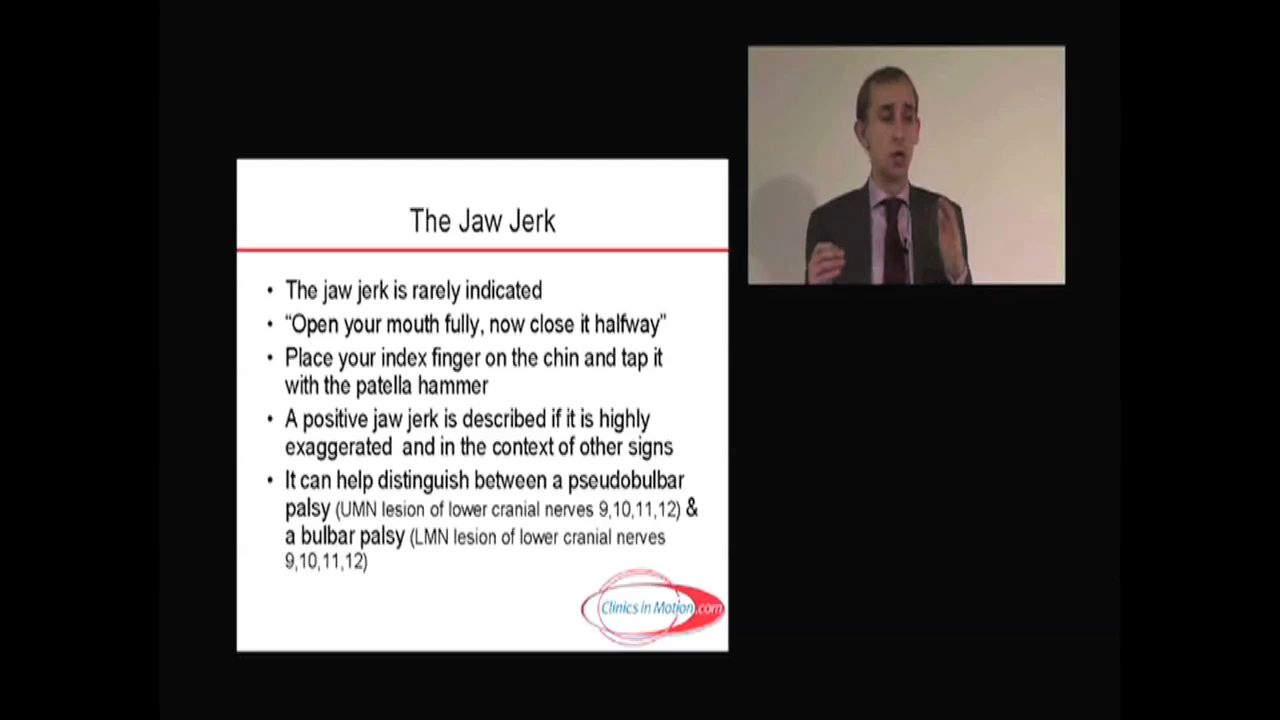 The Jaw Jerk
• The jaw jerk is rarely indicated
• “Open your mouth fully, now close it halfway”
• Place your index finger on the chin and tap it
with the patella hammer
• A positive jaw jerk is described if it is highly
exaggerated and in the context of other signs
• It can help distinguish between a pseudobulbar
palsy (UMN lesion of lower cranial nerves 9,10,11,12) &
a bulbar palsy (LMN lesion of lower cranial nerves
9,10,11,12)
Clinics in Motion.com